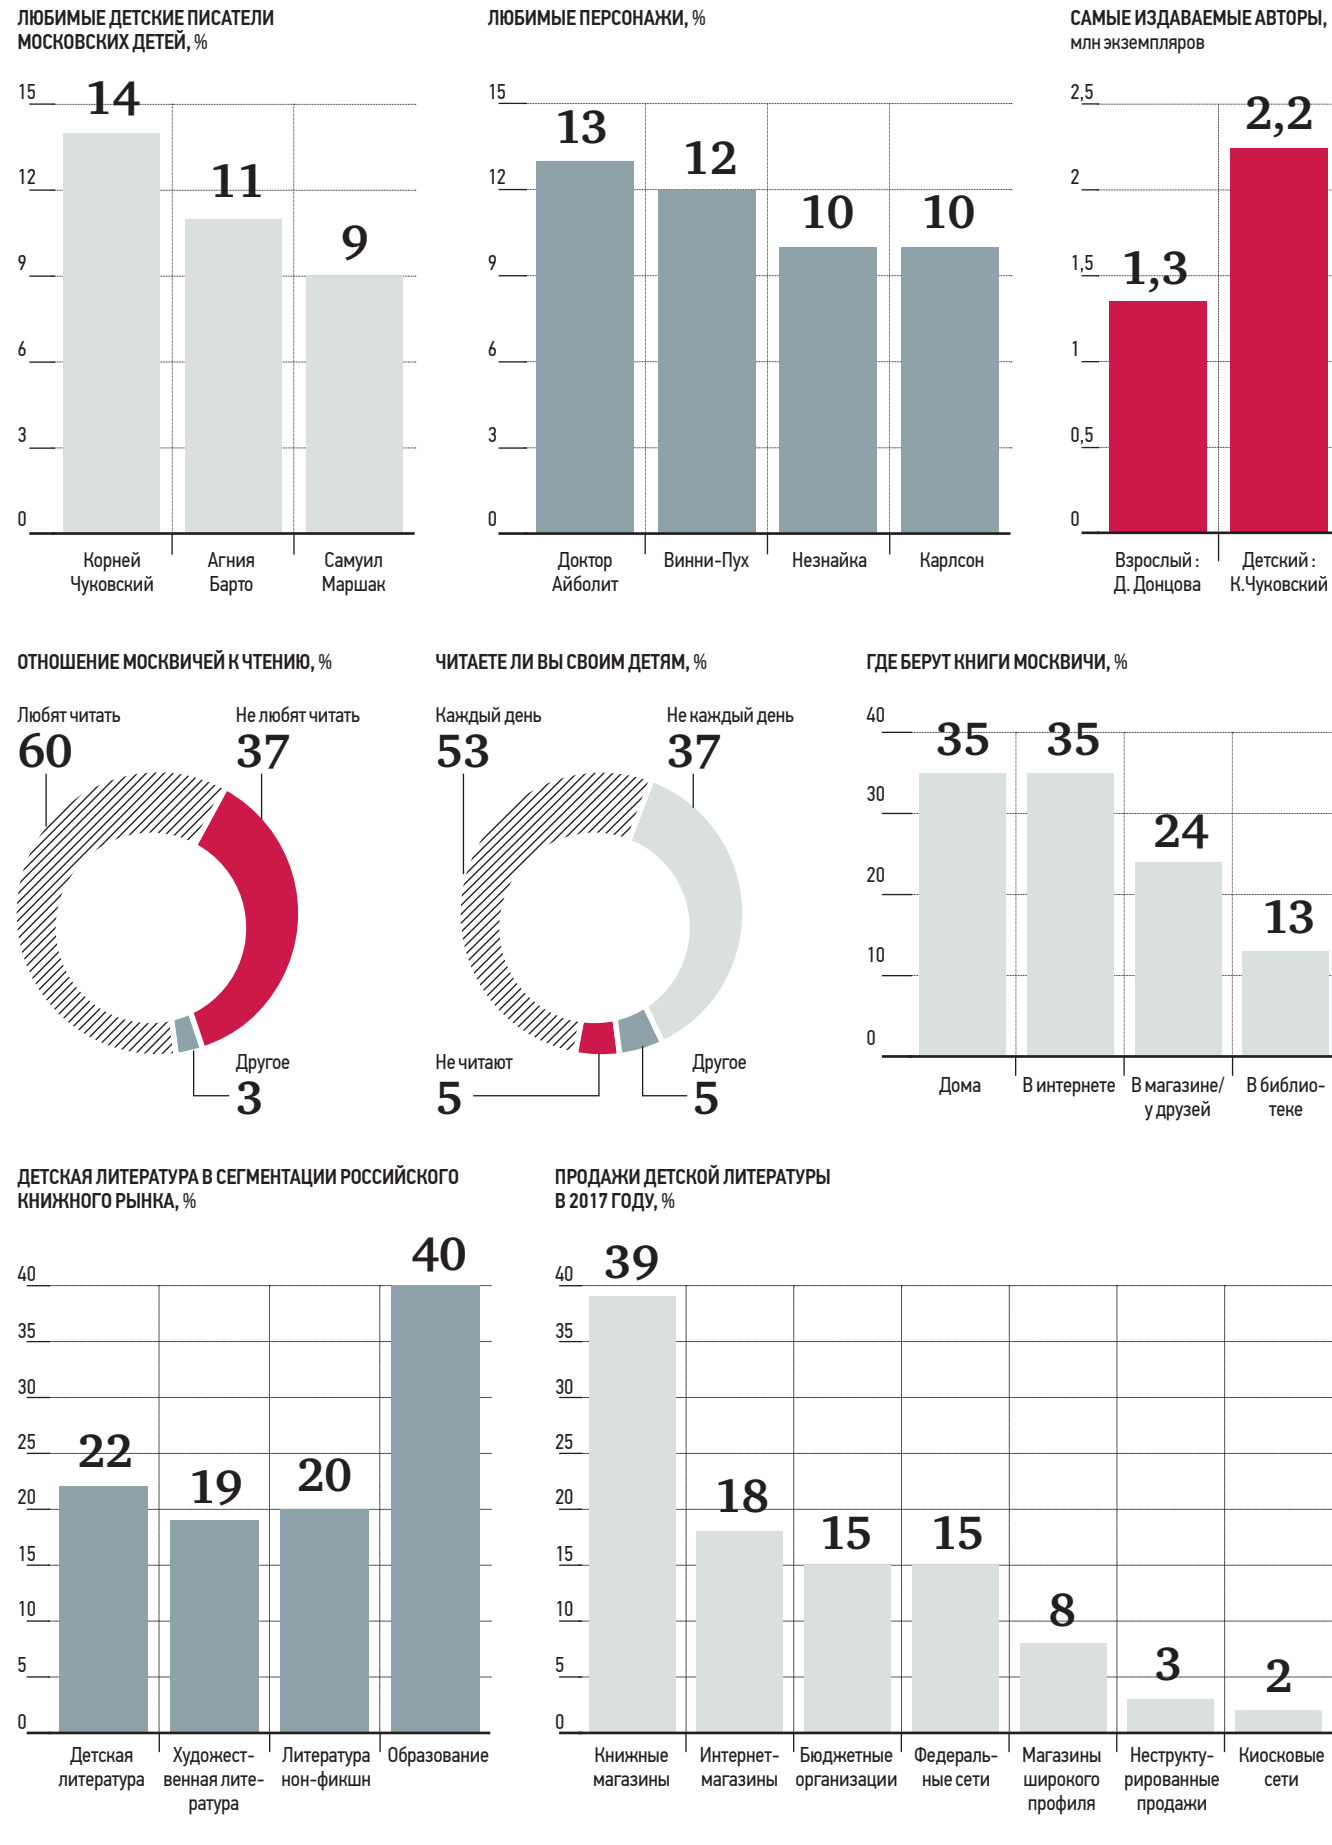 ЛЮБИМЫЕ ДЕТСКИЕ ПИСАТЕЛИ
МОСКОВСКИХ ДЕТЕЙ, %
15
12
9
6
3
0
14
11
9
Корней
Чуковский
Агния
Барто
Самуил
Маршак
ЛЮБИМЫЕ ПЕРСОНАЖИ, %
15
12
9
6
3
0
13
12
10
10
Доктор
Айболит
Винни-Пух
Незнайка
Карлсон
САМЫЕ ИЗДАВАЕМЫЕ АВТОРЫ,
млн экземпляров
2,5
2
1,5
1
0,5
0
1,3
2,2
Взрослый :
Д. Донцова
Детский :
К.Чуковский
ОТНОШЕНИЕ МОСКВИЧЕЙ К ЧТЕНИЮ, %
Любят читать
60
Не любят читать
37
Другое
3
ЧИТАЕТЕ ЛИ ВЫ СВОИМ ДЕТЯМ, %
Каждый день
53
Не каждый день
37
Не читают
5
Другое
5
ГДЕ БЕРУТ КНИГИ МОСКВИЧИ, %
40
30
20
10
0
35
35
24
13
Дома
В интернете
В магазине/
у друзей
В библио-
теке
ДЕТСКАЯ ЛИТЕРАТУРА В СЕГМЕНТАЦИИ РОССИЙСКОГО
КНИЖНОГО РЫНКА, %
40
35
30
25
20
15
10
5
0
22
19
20
40
Детская
литература
Художест-
венная лите-
ратура
Литература
нон-фикшн
Образование
ПРОДАЖИ ДЕТСКОЙ ЛИТЕРАТУРЫ
В 2017 ГОДУ, %
40
35
30
25
20
15
10
5
0
39
18
15
15
8
3
2
Книжные
магазины
Интернет-
магазины
Бюджетные
организации
Федераль-
ные сети
Магазины
широкого
профиля
Неструкту-
рированные
продажи
Киосковые
сети